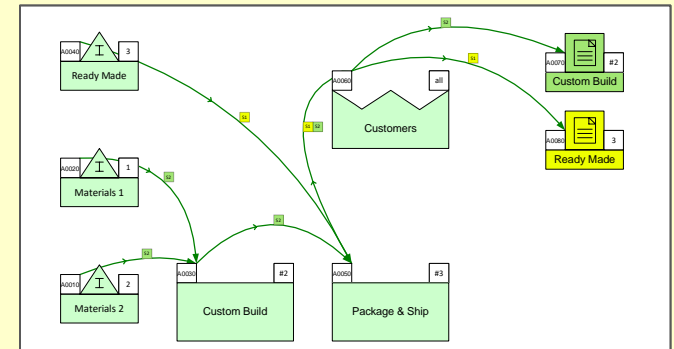 S2
A0040
I
3
Ready Made
S1
A0060
all
Customers
A0070
#2
Custom Build
S1
S1 S2
A0080
3
Ready Made
A0020
I
1
Materials 1
S2
S2
S2
A0010
I
2
Materials 2
A0030
#2
Custom Build
A0050
#3
Package & Ship